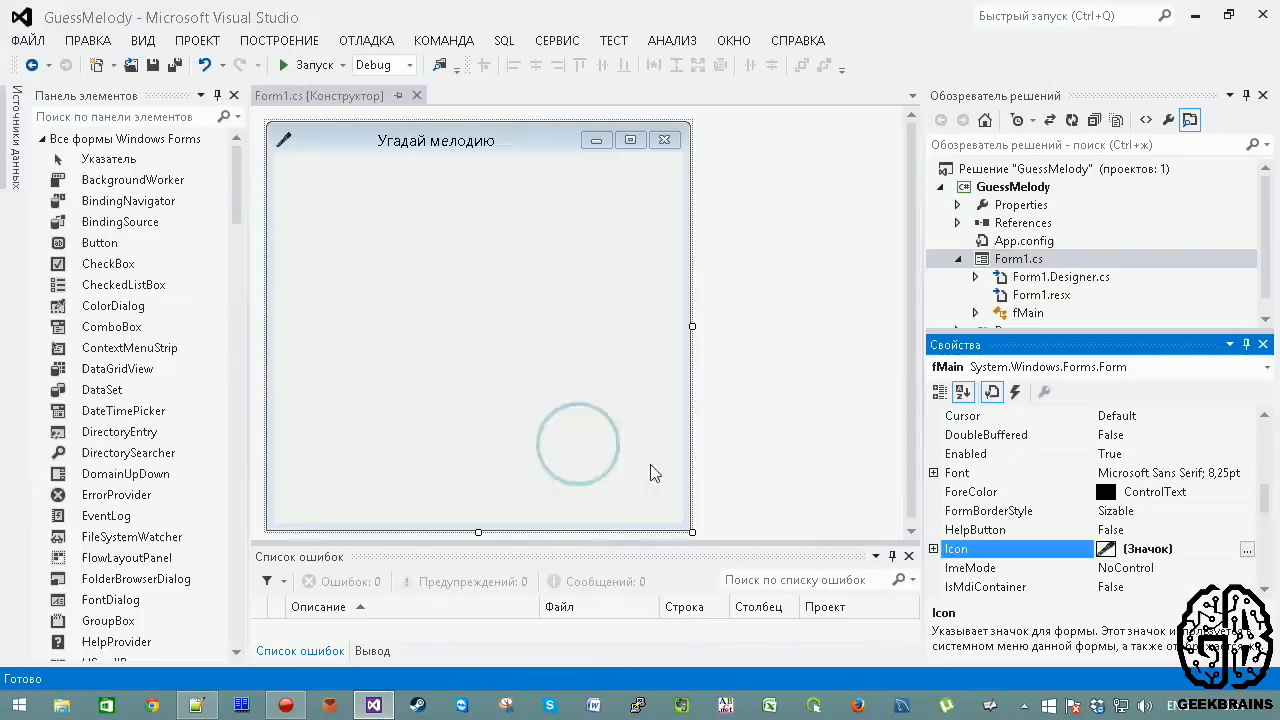 GuessMelody - Microsoft Visual Studio
Быстрый запуск (Ctrl+Q)
ФАЙЛ ПРАВКА ВИД ПРОЕКТ ПОСТРОЕНИЕ ОТЛАДКА КОМАНДА SQL СЕРВИС ТЕСТ АНАЛИЗ ОКНО СПРАВКА
Запуск Debug
Источники данных
Панель элементов
Поиск по панели элементов
Все формы Windows Forms
Указатель
BackgroundWorker
BindingNavigator
BindingSource
Button
CheckBox
CheckedListBox
ColorDialog
ComboBox
ContextMenuStrip
DataGridView
DataSet
DateTimePicker
DirectoryEntry
DirectorySearcher
DomainUpDown
ErrorProvider
EventLog
FileSystemWatcher
FlowLayoutPanel
FolderBrowserDialog
FontDialog
GroupBox
HelpProvider
Form1.cs [Конструктор]
Угадай мелодию
Список ошибок
Ошибок: 0 Предупреждений: 0 Сообщений: 0 Поиск по списку ошибок
Описание Файл Строка Столбец Проект
Список ошибок Вывод
Обозреватель решений
Обозреватель решений - поиск (Ctrl+ж)
Решение "GuessMelody" (проектов: 1)
GuessMelody
Properties
References
App.config
Form1.cs
Form1.Designer.cs
Form1.resx
fMain
Свойства
fMain System.Windows.Forms.Form
Cursor Default
DoubleBuffered False
Enabled True
Font Microsoft Sans Serif; 8,25pt
ForeColor ControlText
FormBorderStyle Sizable
HelpButton False
Icon (Значок)
ImeMode NoControl
IsMdiContainer False
Icon
Указывает значок для формы. Этот значок используется
системном меню данной формы, а также
Готово
GEEKBRAINS